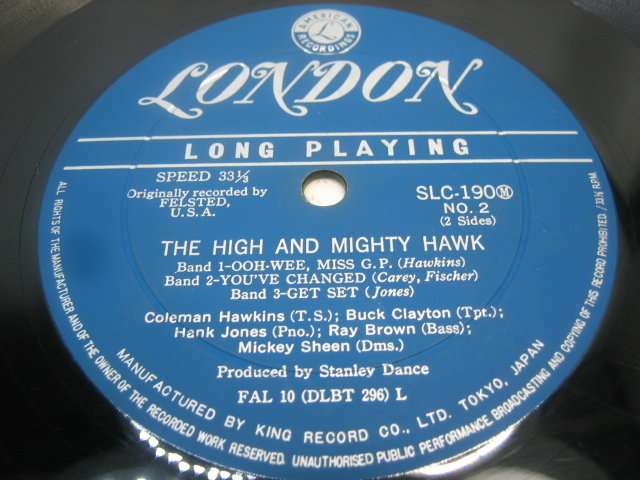 AMERICAN
L
RECORDINGS
LONDON
LONG PLAYING
SPEED 33⅓
Originally recorded by
FELSTED,
U.S.A.
SLC-190Ⓜ
NO. 2
(2 Sides)
THE HIGH AND MIGHTY HAWK
Band 1-OOH-WEE, MISS G.P. (Hawkins)
Band 2-YOU'VE CHANGED (Carey, Fischer)
Band 3-GET SET (Jones)
Coleman Hawkins (T.S.); Buck Clayton (Tpt.);
Hank Jones (Pno.); Ray Brown (Bass);
Mickey Sheen (Dms.)
Produced by Stanley Dance
FAL 10 (DLBT 296) L
MANUFACTURED BY KING RECORD CO., LTD. TOKYO, JAPAN
ALL RIGHTS OF THE MANUFACTURER AND OF THE OWNER OF THE RECORDED WORK RESERVED. UNAUTHORISED PUBLIC PERFORMANCE BROADCASTING AND COPYING OF THIS RECORD PROHIBITED / 33⅓ RPM